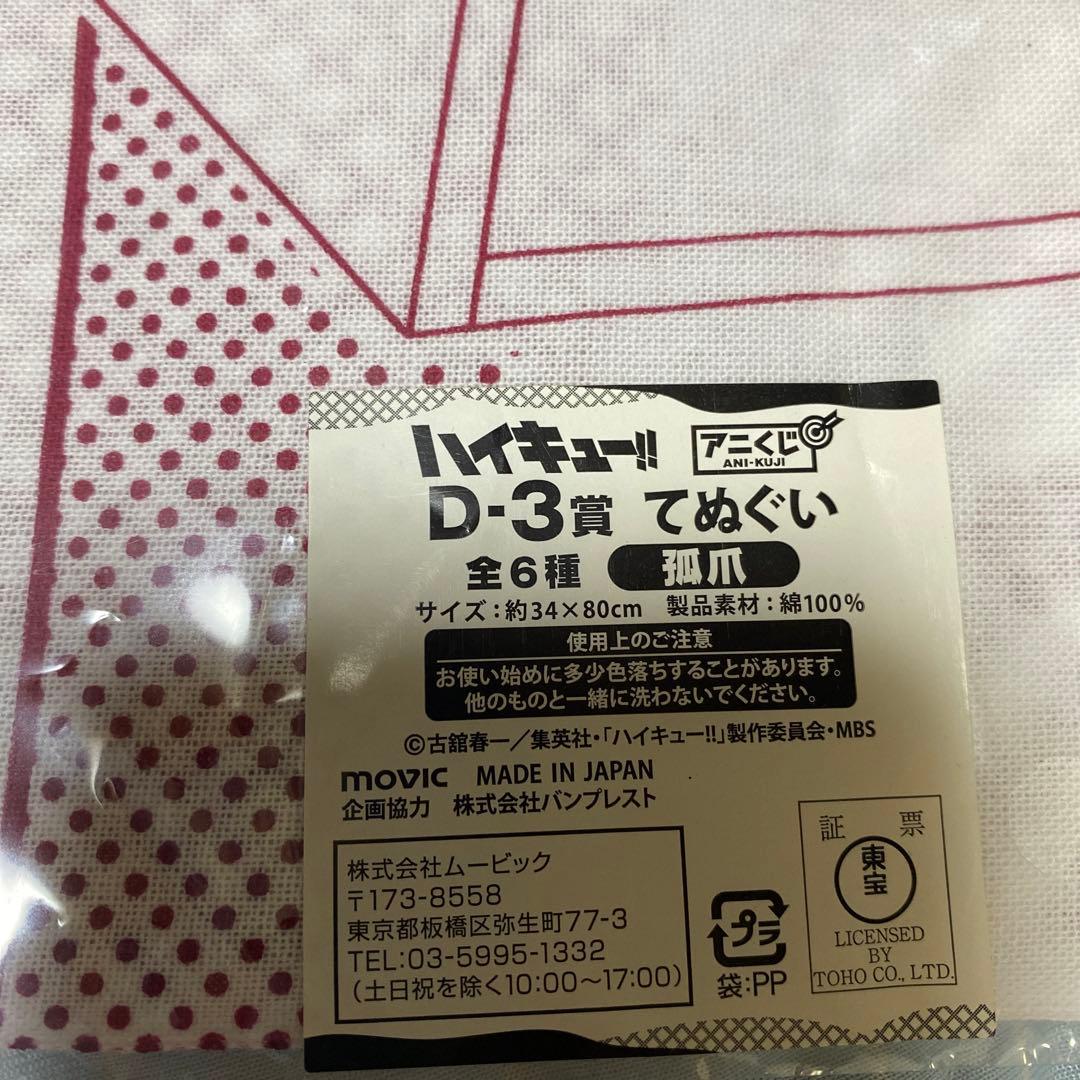 ハイキュー!! アニくじ
ANI-KUJI
D-3賞 てぬぐい
全6種 孤爪
サイズ：約34×80cm 製品素材：綿100%
使用上のご注意
お使い始めに多少色落ちすることがあります。
他のものと一緒に洗わないでください。
©古舘春一／集英社・「ハイキュー!!」製作委員会・MBS
movic MADE IN JAPAN
企画協力 株式会社バンプレスト
株式会社ムービック
〒173-8558
東京都板橋区弥生町77-3
TEL:03-5995-1332
(土日祝を除く10:00〜17:00)
プラ
袋:PP
証 票
東宝
LICENSED
BY
TOHO CO., LTD.